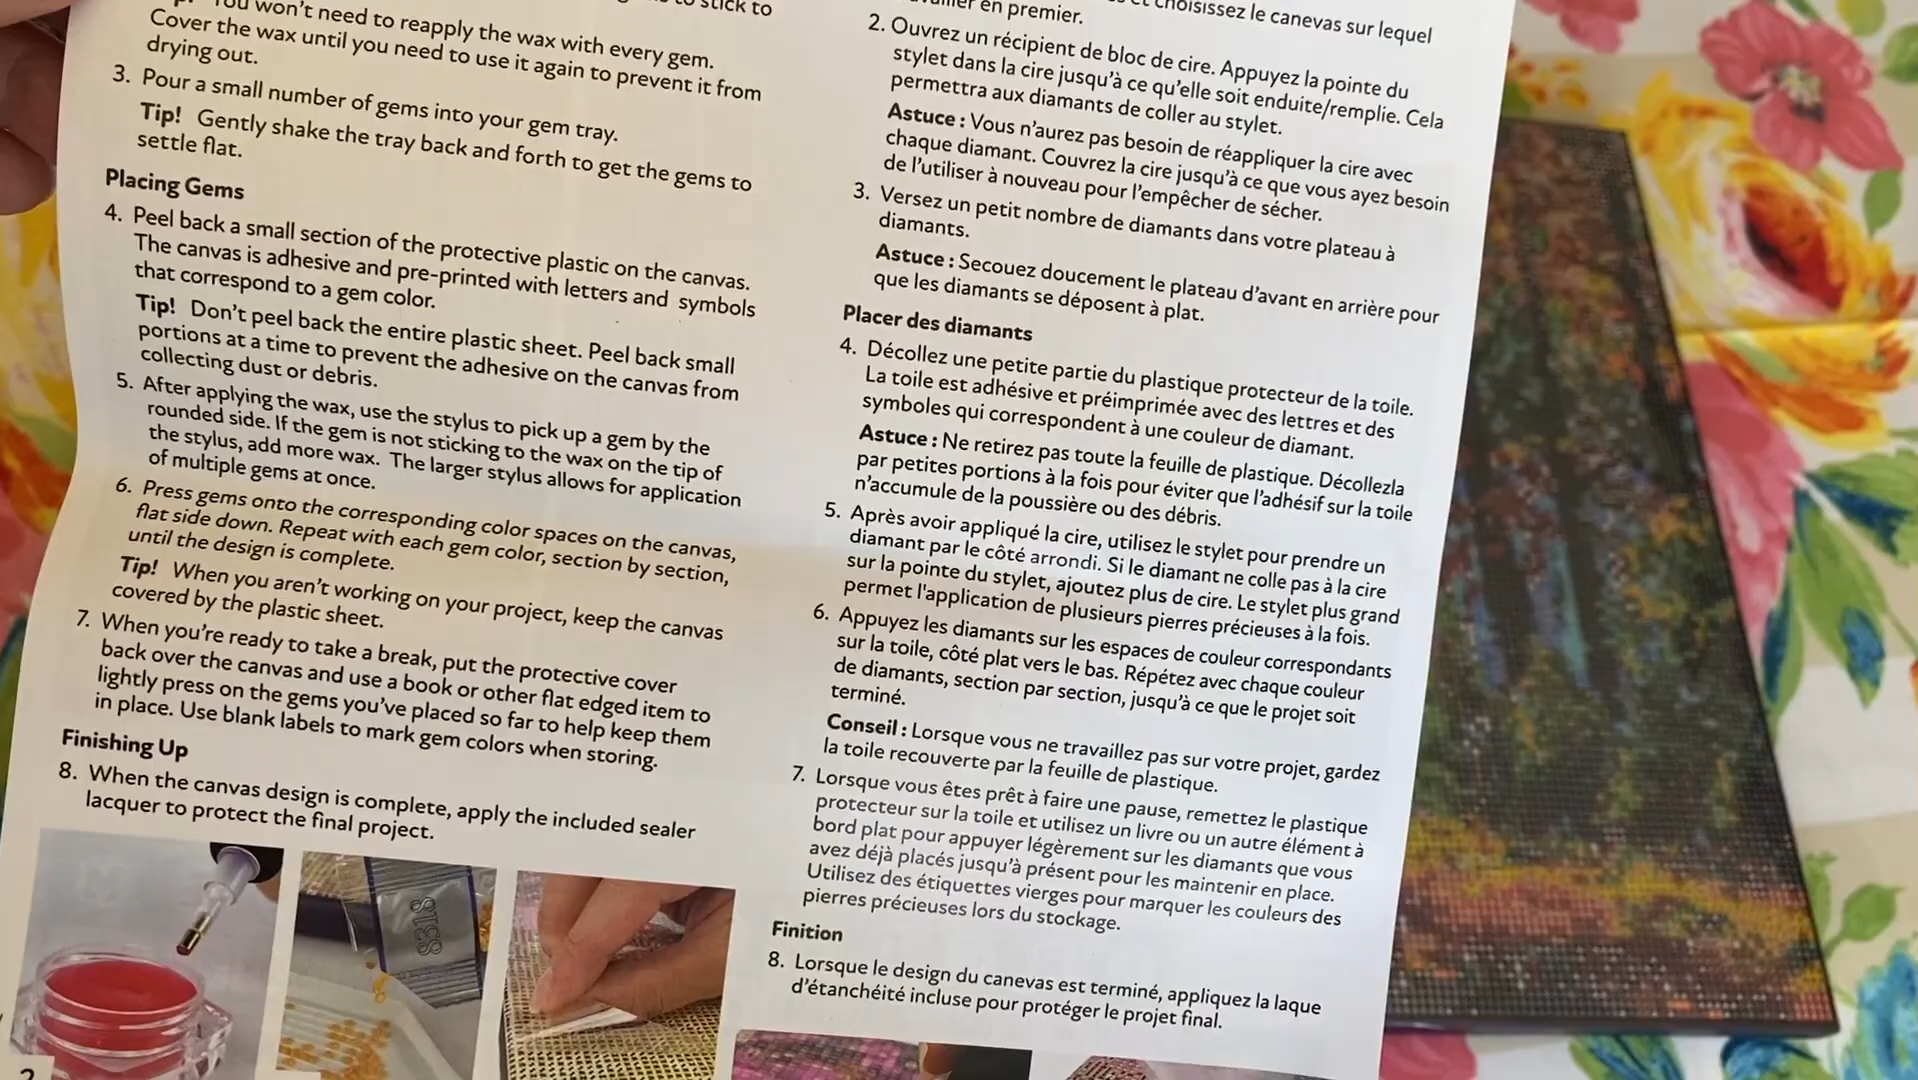 to stick to
You won't need to reapply the wax with every gem.
Cover the wax until you need to use it again to prevent it from
drying out.
3. Pour a small number of gems into your gem tray.
Tip! Gently shake the tray back and forth to get the gems to
settle flat.
Placing Gems
4. Peel back a small section of the protective plastic on the canvas.
The canvas is adhesive and pre-printed with letters and symbols
that correspond to a gem color.
Tip! Don't peel back the entire plastic sheet. Peel back small
portions at a time to prevent the adhesive on the canvas from
collecting dust or debris.
5. After applying the wax, use the stylus to pick up a gem by the
rounded side. If the gem is not sticking to the wax on the tip of
the stylus, add more wax. The larger stylus allows for application
of multiple gems at once.
6. Press gems onto the corresponding color spaces on the canvas,
flat side down. Repeat with each gem color, section by section,
until the design is complete.
Tip! When you aren't working on your project, keep the canvas
covered by the plastic sheet.
7. When you're ready to take a break, put the protective cover
back over the canvas and use a book or other flat edged item to
lightly press on the gems you've placed so far to help keep them
in place. Use blank labels to mark gem colors when storing.
Finishing Up
8. When the canvas design is complete, apply the included sealer
lacquer to protect the final project.
2
choisissez le canevas sur lequel
en premier.
2. Ouvrez un récipient de bloc de cire. Appuyez la pointe du
stylet dans la cire jusqu'à ce qu'elle soit enduite/remplie. Cela
permettra aux diamants de coller au stylet.
Astuce : Vous n'aurez pas besoin de réappliquer la cire avec
chaque diamant. Couvrez la cire jusqu'à ce que vous ayez besoin
de l'utiliser à nouveau pour l'empêcher de sécher.
3. Versez un petit nombre de diamants dans votre plateau à
diamants.
Astuce : Secouez doucement le plateau d'avant en arrière pour
que les diamants se déposent à plat.
Placer des diamants
4. Décollez une petite partie du plastique protecteur de la toile.
La toile est adhésive et préimprimée avec des lettres et des
symboles qui correspondent à une couleur de diamant.
Astuce : Ne retirez pas toute la feuille de plastique. Décollezla
par petites portions à la fois pour éviter que l'adhésif sur la toile
n'accumule de la poussière ou des débris.
5. Après avoir appliqué la cire, utilisez le stylet pour prendre un
diamant par le côté arrondi. Si le diamant ne colle pas à la cire
sur la pointe du stylet, ajoutez plus de cire. Le stylet plus grand
permet l'application de plusieurs pierres précieuses à la fois.
6. Appuyez les diamants sur les espaces de couleur correspondants
sur la toile, côté plat vers le bas. Répétez avec chaque couleur
de diamants, section par section, jusqu'à ce que le projet soit
terminé.
Conseil : Lorsque vous ne travaillez pas sur votre projet, gardez
la toile recouverte par la feuille de plastique.
7. Lorsque vous êtes prêt à faire une pause, remettez le plastique
protecteur sur la toile et utilisez un livre ou un autre élément à
bord plat pour appuyer légèrement sur les diamants que vous
avez déjà placés jusqu'à présent pour les maintenir en place.
Utilisez des étiquettes vierges pour marquer les couleurs des
pierres précieuses lors du stockage.
Finition
8. Lorsque le design du canevas est terminé, appliquez la laque
d'étanchéité incluse pour protéger le projet final.